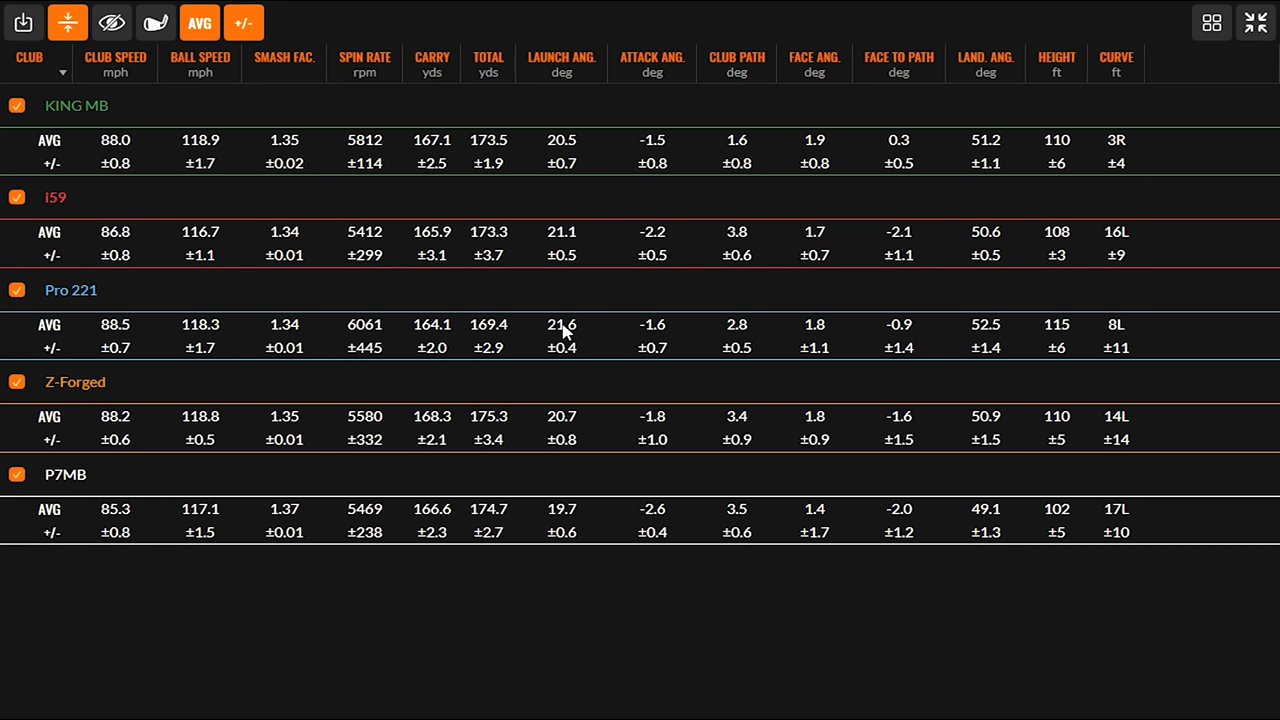 AVG +/-
CLUB CLUB SPEED BALL SPEED SMASH FAC. SPIN RATE CARRY TOTAL LAUNCH ANG. ATTACK ANG. CLUB PATH FACE ANG. FACE TO PATH LAND. ANG. HEIGHT CURVE
mph mph rpm yds yds deg deg deg deg deg deg ft ft
KING MB
AVG 88.0 118.9 1.35 5812 167.1 173.5 20.5 -1.5 1.6 1.9 0.3 51.2 110 3R
+/- ±0.8 ±1.7 ±0.02 ±114 ±2.5 ±1.9 ±0.7 ±0.8 ±0.8 ±0.8 ±0.5 ±1.1 ±6 ±4
i59
AVG 86.8 116.7 1.34 5412 165.9 173.3 21.1 -2.2 3.8 1.7 -2.1 50.6 108 16L
+/- ±0.8 ±1.1 ±0.01 ±299 ±3.1 ±3.7 ±0.5 ±0.5 ±0.6 ±0.7 ±1.1 ±0.5 ±3 ±9
Pro 221
AVG 88.5 118.3 1.34 6061 164.1 169.4 21.6 -1.6 2.8 1.8 -0.9 52.5 115 8L
+/- ±0.7 ±1.7 ±0.01 ±445 ±2.0 ±2.9 ±0.4 ±0.7 ±0.5 ±1.1 ±1.4 ±1.4 ±6 ±11
Z-Forged
AVG 88.2 118.8 1.35 5580 168.3 175.3 20.7 -1.8 3.4 1.8 -1.6 50.9 110 14L
+/- ±0.6 ±0.5 ±0.01 ±332 ±2.1 ±3.4 ±0.8 ±1.0 ±0.9 ±0.9 ±1.5 ±1.5 ±5 ±14
P7MB
AVG 85.3 117.1 1.37 5469 166.6 174.7 19.7 -2.6 3.5 1.4 -2.0 49.1 102 17L
+/- ±0.8 ±1.5 ±0.01 ±238 ±2.3 ±2.7 ±0.6 ±0.4 ±0.6 ±1.7 ±1.2 ±1.3 ±5 ±10